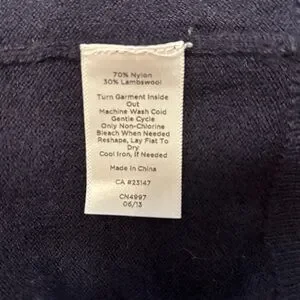 70% Nylon
30% Lambswool
Turn Garment Inside
Out
Machine Wash Cold
Gentle Cycle
Only Non-Chlorine
Bleach When Needed
Reshape, Lay Flat To
Dry
Cool Iron, If Needed
Made In China
CA #23147
CN4997
06/13